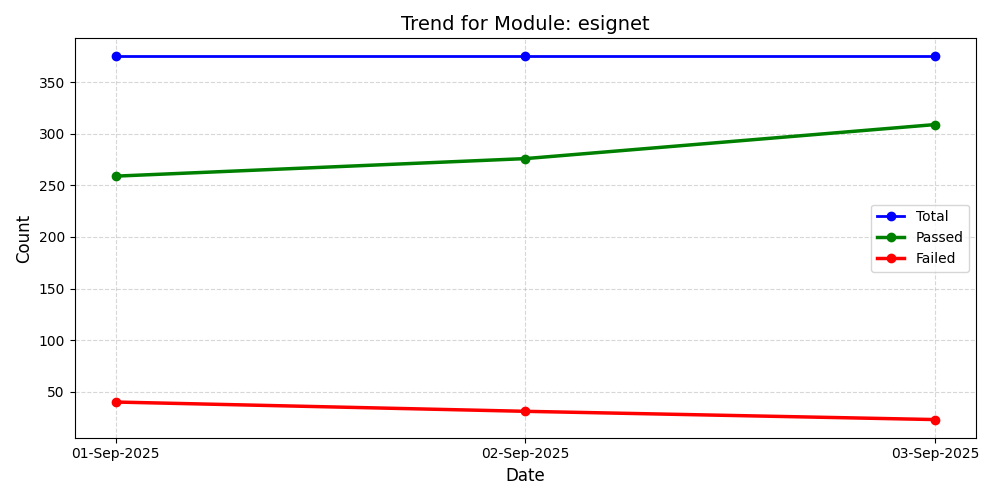 Trend for Module: esignet
Count
350
300
250
200
150
100
50
Total
Passed
Failed
01-Sep-2025
02-Sep-2025
03-Sep-2025
Date